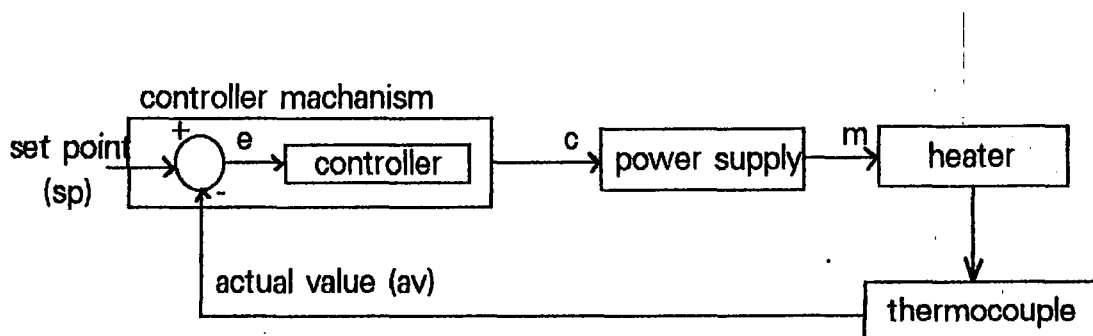 controller machanism
set point
(sp)
+
-
e
controller
c
power supply
m
heater
actual value (av)
thermocouple